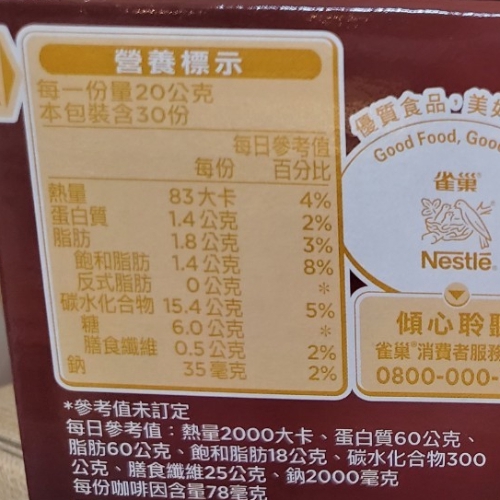 營養標示
每一份量20公克
本包裝含30份
每日參考值
每份 百分比
熱量 83大卡 4%
蛋白質 1.4公克 2%
脂肪 1.8公克 3%
飽和脂肪 1.4公克 8%
反式脂肪 0公克 *
碳水化合物 15.4公克 5%
糖 6.0公克 *
膳食纖維 0.5公克 2%
鈉 35毫克 2%
*參考值未訂定
每日參考值：熱量2000大卡、蛋白質60公克、
脂肪60公克、飽和脂肪18公克、碳水化合物300
公克、膳食纖維25公克、鈉2000毫克
每份咖啡因含量78毫克
優質食品，美
Good Food, Goo
雀巢®
Nestlé®
傾心聆
雀巢®消費者服務
0800-000-